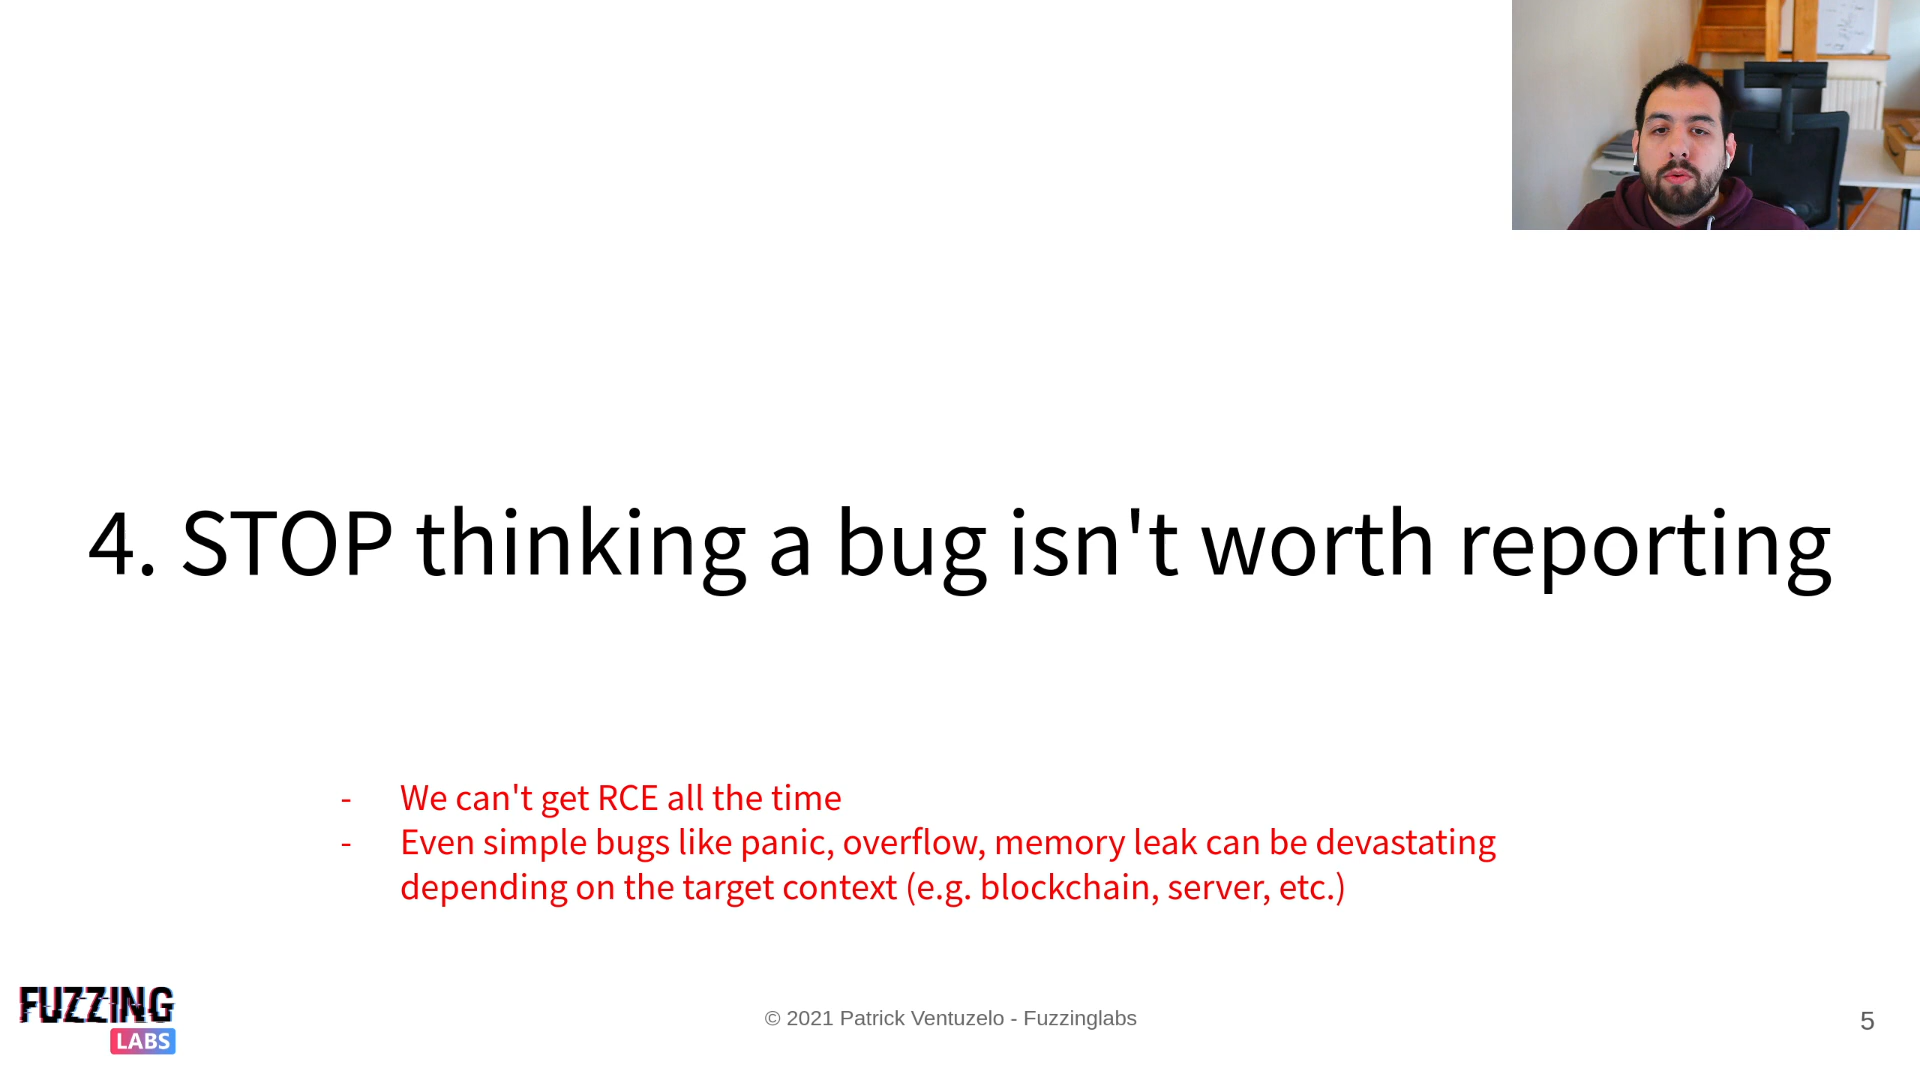 4. STOP thinking a bug isn't worth reporting
- We can't get RCE all the time
- Even simple bugs like panic, overflow, memory leak can be devastating
depending on the target context (e.g. blockchain, server, etc.)
FUZZING
LABS
© 2021 Patrick Ventuzelo - Fuzzinglabs
5